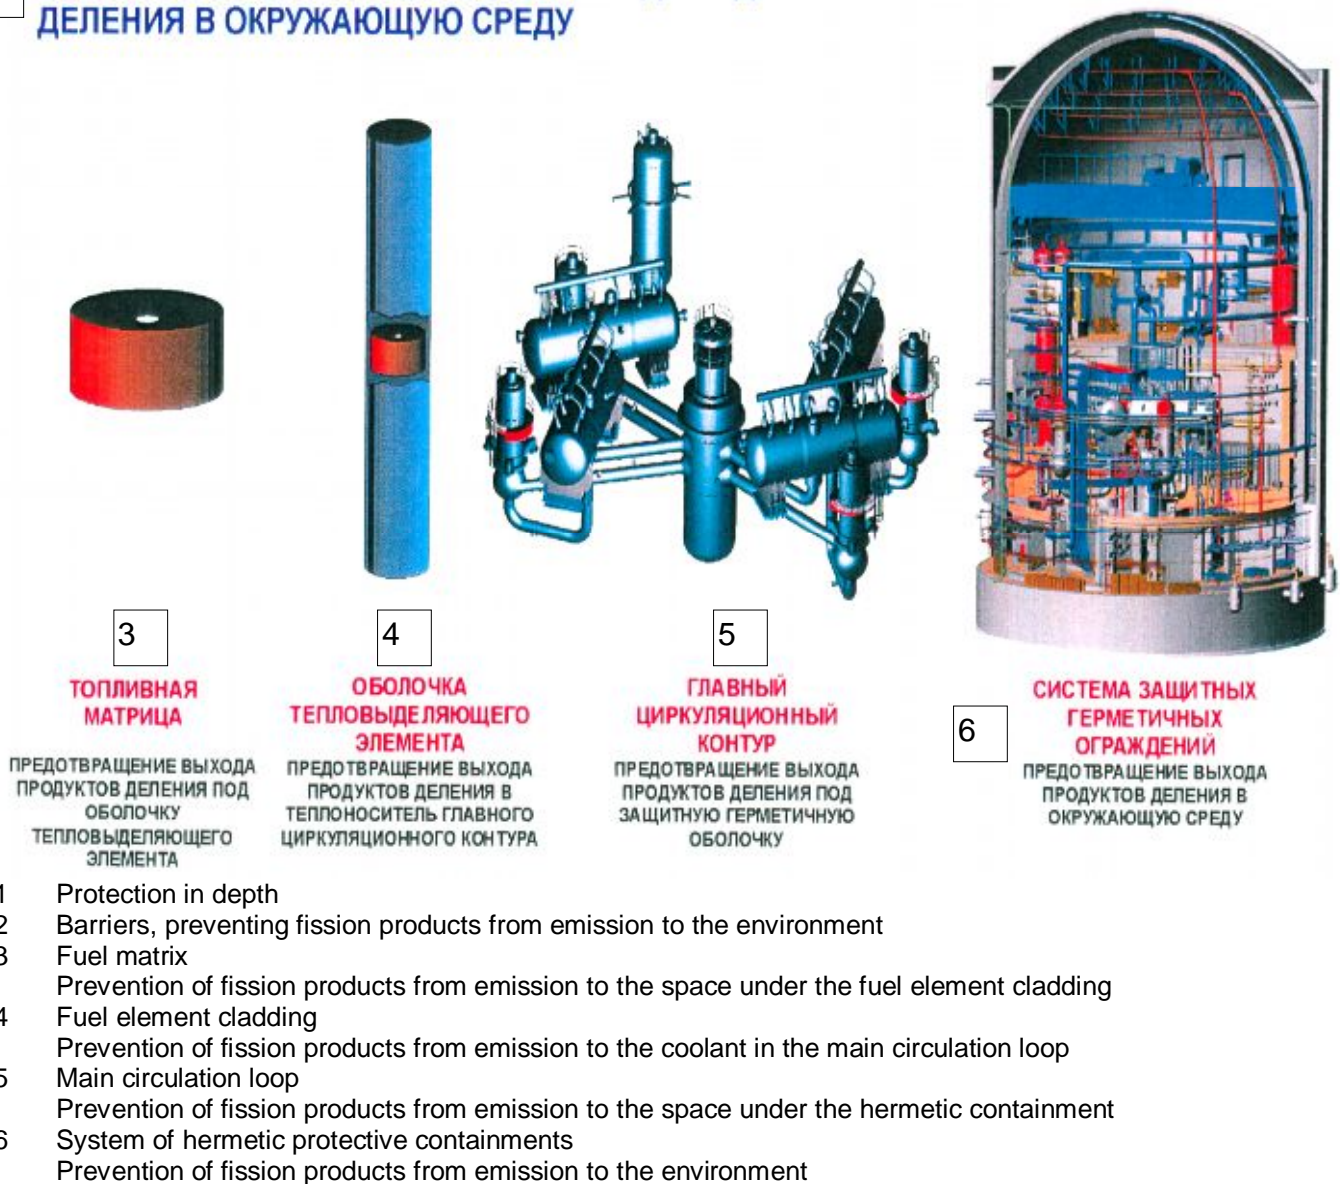 ДЕЛЕНИЯ В ОКРУЖАЮЩУЮ СРЕДУ
3
ТОПЛИВНАЯ
МАТРИЦА
ПРЕДОТВРАЩЕНИЕ ВЫХОДА
ПРОДУКТОВ ДЕЛЕНИЯ ПОД
ОБОЛОЧКУ
ТЕПЛОВЫДЕЛЯЮЩЕГО
ЭЛЕМЕНТА
4
ОБОЛОЧКА
ТЕПЛОВЫДЕЛЯЮЩЕГО
ЭЛЕМЕНТА
ПРЕДОТВРАЩЕНИЕ ВЫХОДА
ПРОДУКТОВ ДЕЛЕНИЯ В
ТЕПЛОНОСИТЕЛЬ ГЛАВНОГО
ЦИРКУЛЯЦИОННОГО КОНТУРА
5
ГЛАВНЫЙ
ЦИРКУЛЯЦИОННЫЙ
КОНТУР
ПРЕДОТВРАЩЕНИЕ ВЫХОДА
ПРОДУКТОВ ДЕЛЕНИЯ ПОД
ЗАЩИТНУЮ ГЕРМЕТИЧНУЮ
ОБОЛОЧКУ
6
СИСТЕМА ЗАЩИТНЫХ
ГЕРМЕТИЧНЫХ
ОГРАЖДЕНИЙ
ПРЕДОТВРАЩЕНИЕ ВЫХОДА
ПРОДУКТОВ ДЕЛЕНИЯ В
ОКРУЖАЮЩУЮ СРЕДУ
1 Protection in depth
2 Barriers, preventing fission products from emission to the environment
3 Fuel matrix
Prevention of fission products from emission to the space under the fuel element cladding
4 Fuel element cladding
Prevention of fission products from emission to the coolant in the main circulation loop
5 Main circulation loop
Prevention of fission products from emission to the space under the hermetic containment
6 System of hermetic protective containments
Prevention of fission products from emission to the environment